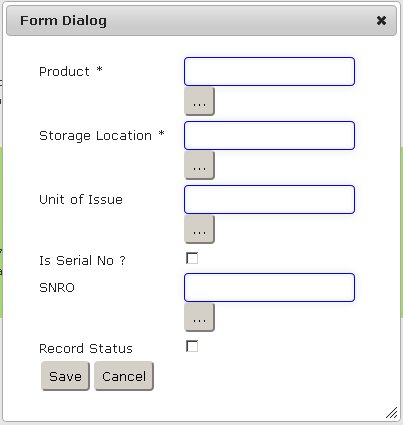 Form Dialog
Product *
...
Storage Location *
...
Unit of Issue
...
Is Serial No ?
SNRO
...
Record Status
Save Cancel